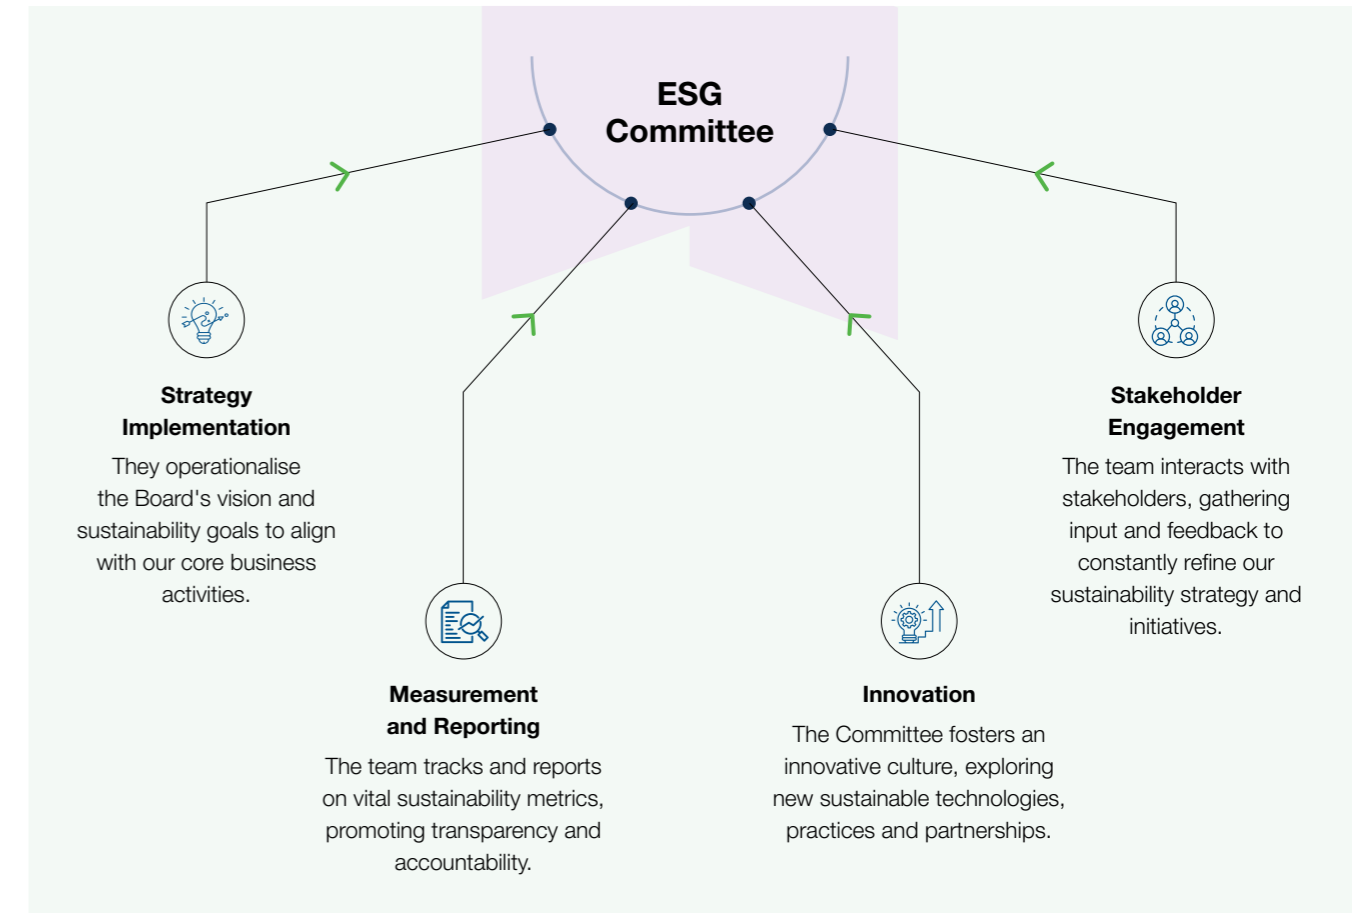 ESG
Committee
Strategy
Implementation
They operationalise
the Board's vision and
sustainability goals to align
with our core business
activities.
Measurement
and Reporting
The team tracks and reports
on vital sustainability metrics,
promoting transparency and
accountability.
Innovation
The Committee fosters an
innovative culture, exploring
new sustainable technologies,
practices and partnerships.
Stakeholder
Engagement
The team interacts with
stakeholders, gathering
input and feedback to
constantly refine our
sustainability strategy and
initiatives.